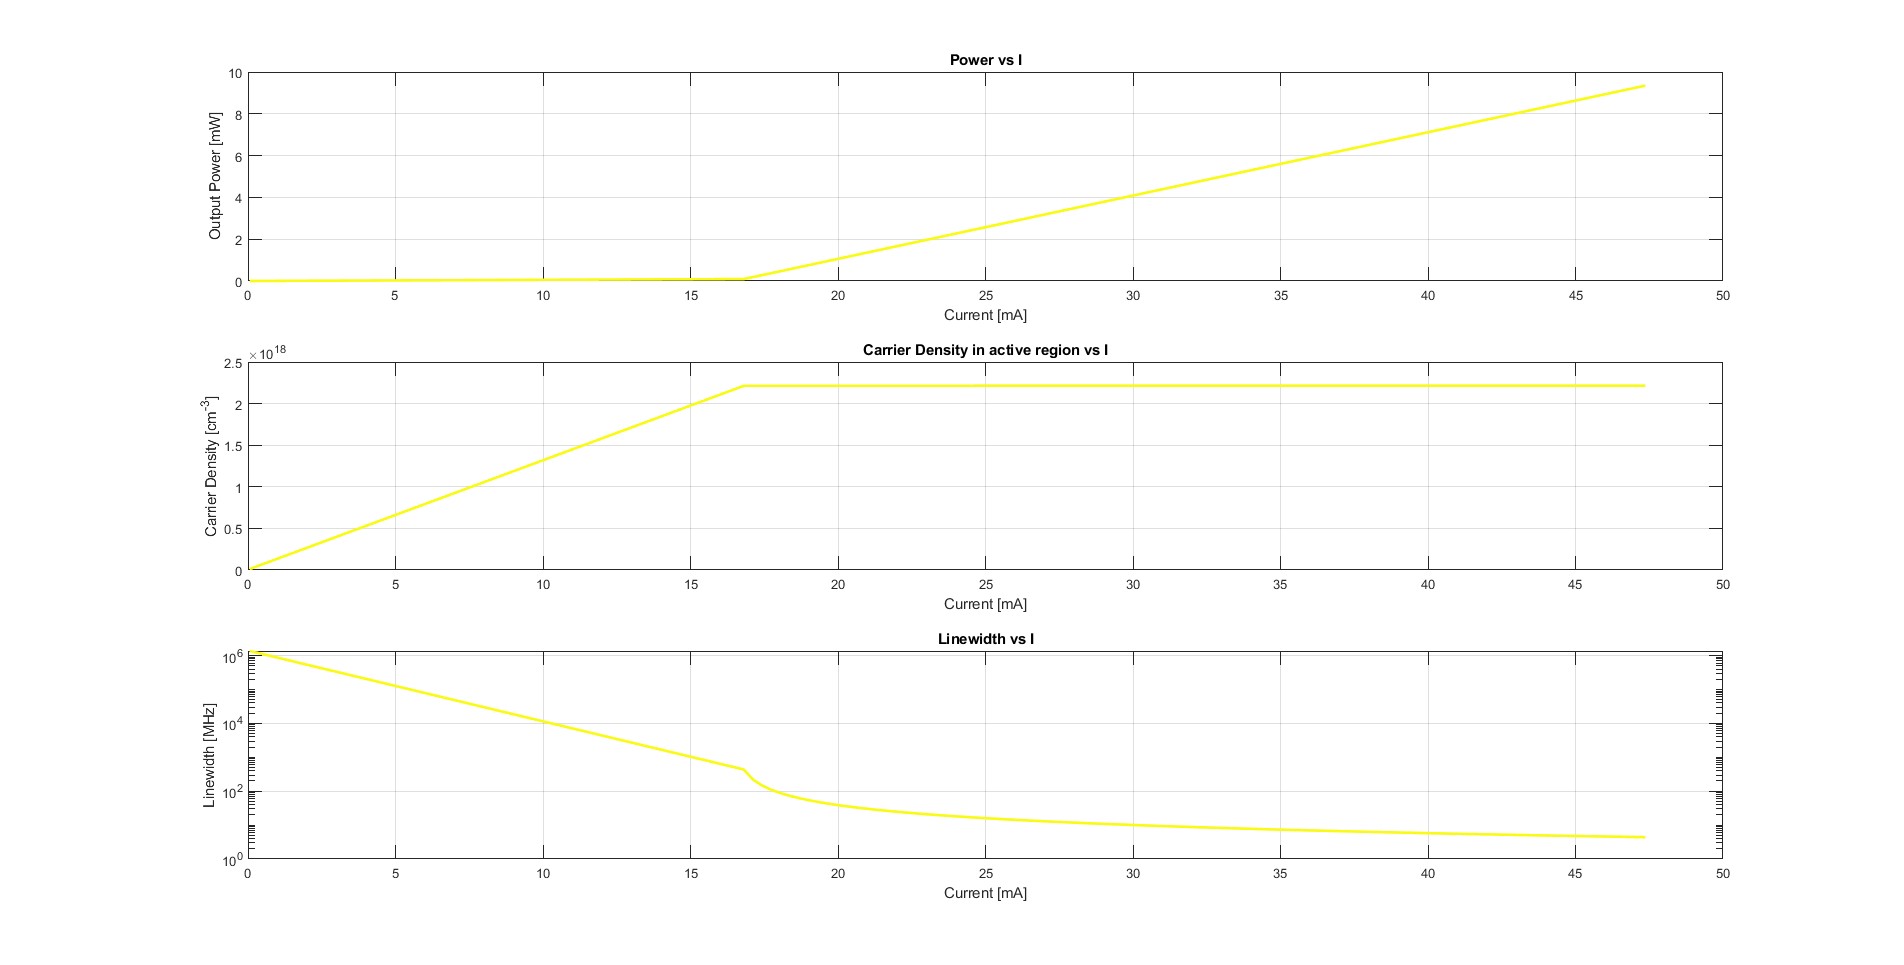 Power vs I
10
8
6
4
2
0
Output Power [mW]
0 5 10 15 20 25 30 35 40 45 50
Current [mA]
Carrier Density in active region vs I
×10^18
2.5
2
1.5
1
0.5
0
Carrier Density [cm^-3]
0 5 10 15 20 25 30 35 40 45 50
Current [mA]
Linewidth vs I
10^6
10^4
10^2
10^0
Linewidth [MHz]
0 5 10 15 20 25 30 35 40 45 50
Current [mA]